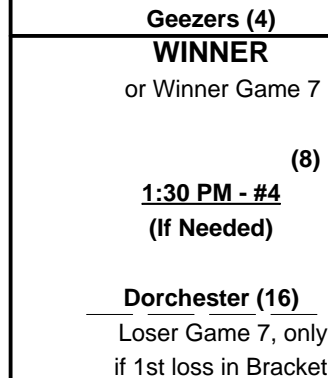 Geezers (4)
WINNER
or Winner Game 7
(8)
1:30 PM - #4
(If Needed)
Dorchester (16)
Loser Game 7, only
if 1st loss in Bracket